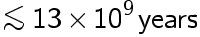 ≲ 13 × 10⁹ years